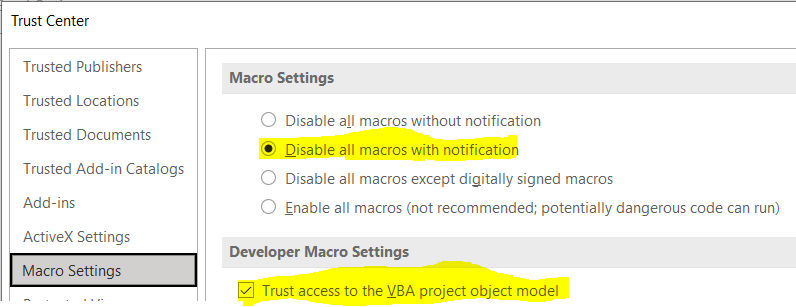 Trust Center
Trusted Publishers
Trusted Locations
Trusted Documents
Trusted Add-in Catalogs
Add-ins
ActiveX Settings
Macro Settings
Macro Settings
Disable all macros without notification
Disable all macros with notification
Disable all macros except digitally signed macros
Enable all macros (not recommended; potentially dangerous code can run)
Developer Macro Settings
Trust access to the VBA project object model